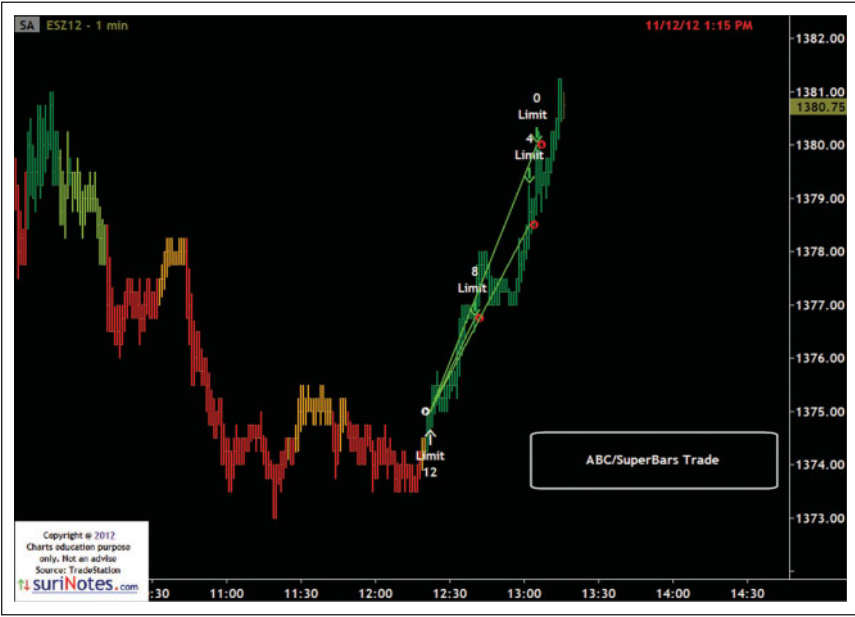 SA ESZ12 - 1 min
11/12/12 1:15 PM
1382.00
1381.00
1380.75
1380.00
1379.00
1378.00
1377.00
1376.00
1375.00
1374.00
1373.00
0
Limit
4
Limit
8
Limit
Limit
12
ABC/SuperBars Trade
Copyright @ 2012
Charts education purpose
only. Not an advise
Source: TradeStation
suriNotes.com
:30 11:00 11:30 12:00 12:30 13:00 13:30 14:00 14:30